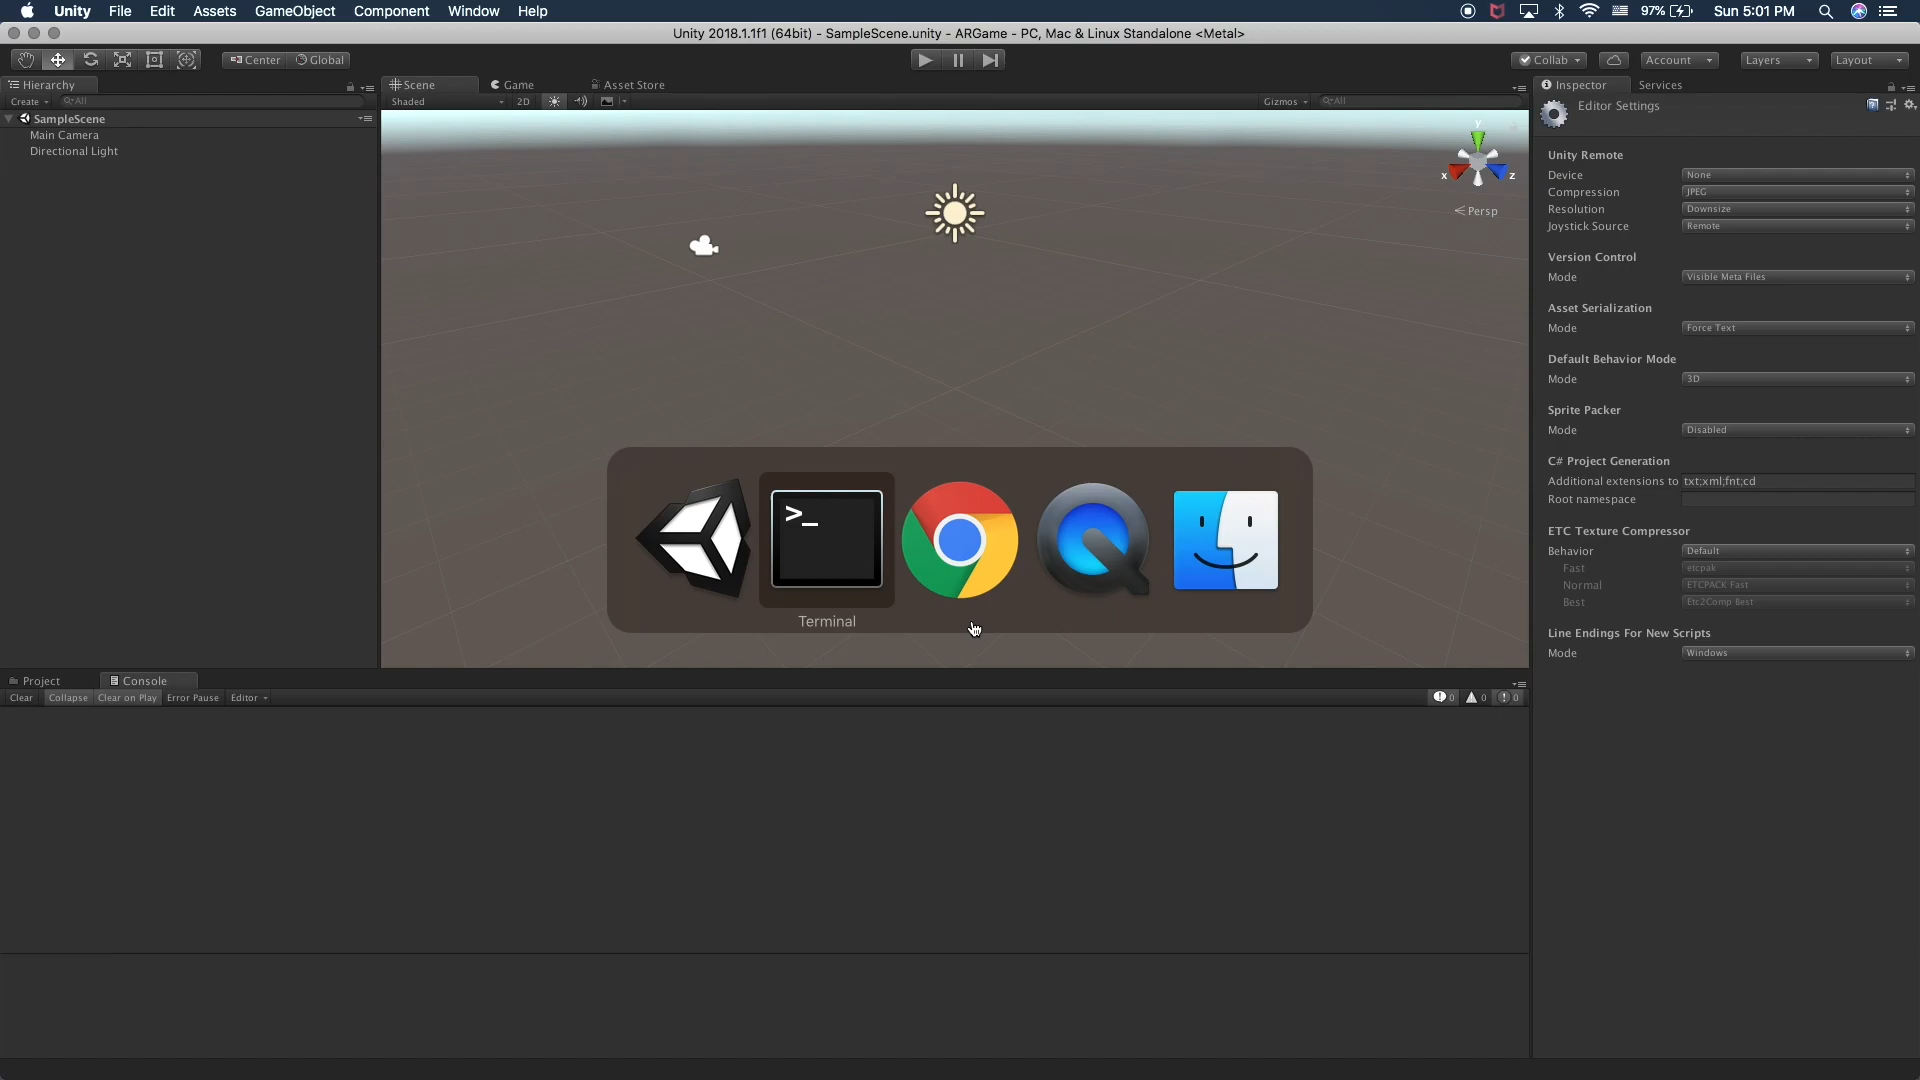 Unity File Edit Assets GameObject Component Window Help 97% Sun 5:01 PM
Unity 2018.1.1f1 (64bit) - SampleScene.unity - ARGame - PC, Mac & Linux Standalone <Metal>
Center Global Collab Account Layers Layout
Hierarchy Scene Game Asset Store Inspector Services
Create All Shaded 2D Gizmos All
SampleScene
Main Camera
Directional Light
y
x z
Persp
Editor Settings
Unity Remote
Device None
Compression JPEG
Resolution Downsize
Joystick Source Remote
Version Control
Mode Visible Meta Files
Asset Serialization
Mode Force Text
Default Behavior Mode
Mode 3D
Sprite Packer
Mode Disabled
C# Project Generation
Additional extensions to txt;xml;fnt;cd
Root namespace
ETC Texture Compressor
Behavior Default
Fast etcpak
Normal ETCPACK Fast
Best Etc2Comp Best
Line Endings For New Scripts
Mode Windows
>_
Terminal
Project Console
Clear Collapse Clear on Play Error Pause Editor 0 0 0